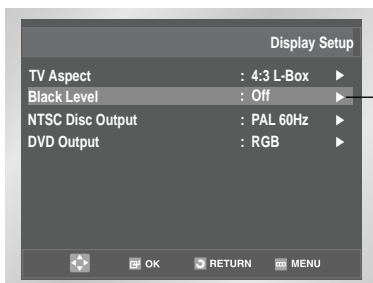 Display Setup
TV Aspect : 4:3 L-Box
Black Level : Off
NTSC Disc Output : PAL 60Hz
DVD Output : RGB
OK RETURN MENU